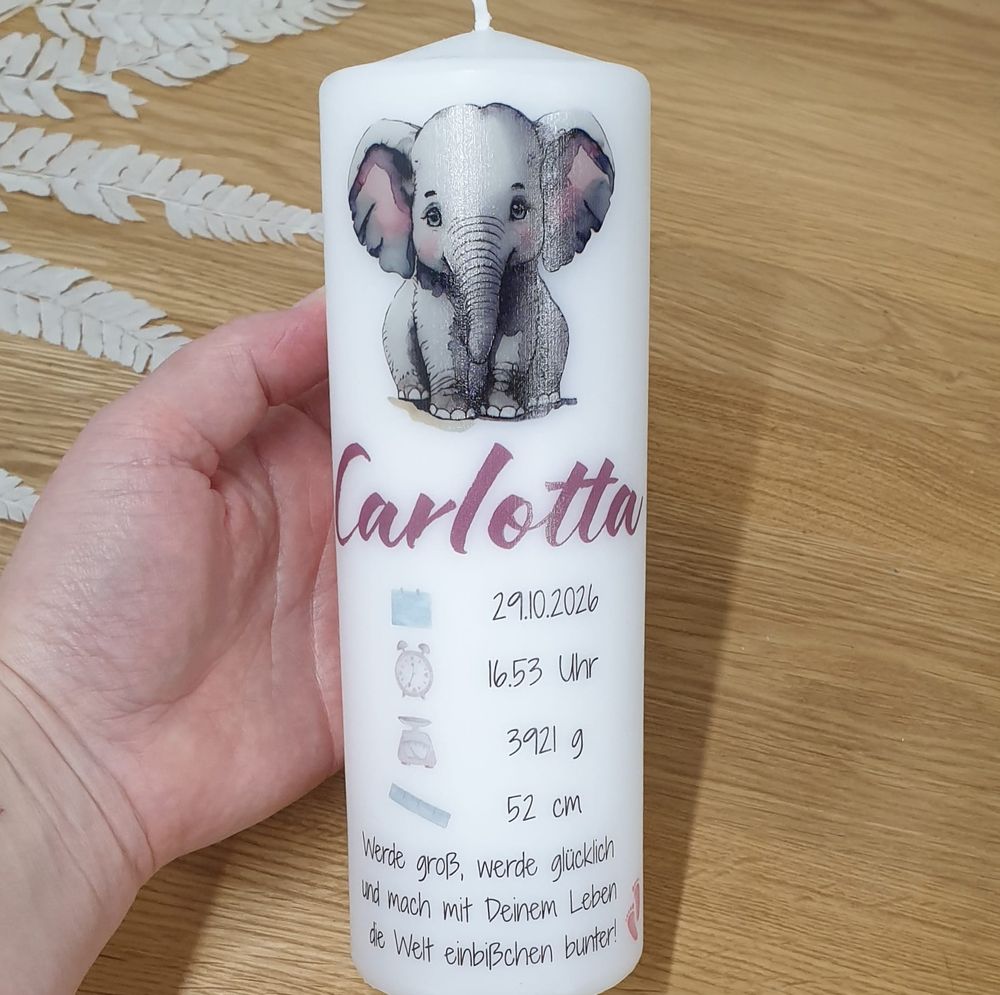 Carlotta
29.10.2026
16.53 Uhr
3921 g
52 cm
Werde groß, werde glücklich
und mach mit Deinem Leben
die Welt einbißchen bunter!